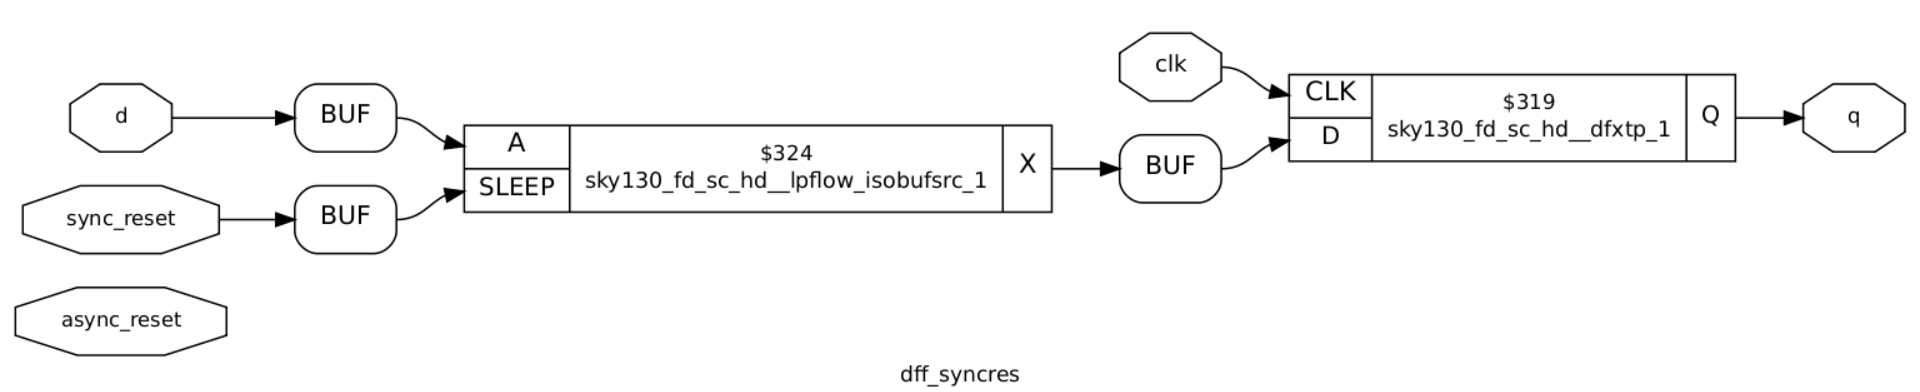 d
BUF
sync_reset
BUF
async_reset
A
SLEEP
$324
sky130_fd_sc_hd__lpflow_isobufsrc_1
X
clk
BUF
CLK
D
$319
sky130_fd_sc_hd__dfxtp_1
Q
q
dff_syncres